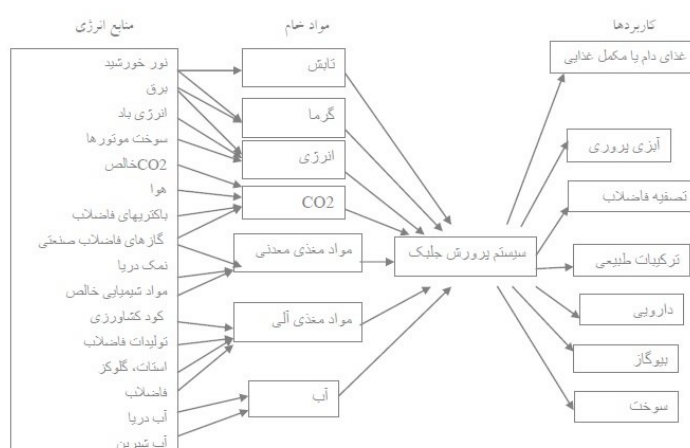 منابع انرژی
مواد خام
کاربردها
نور خورشید
برق
انرژی باد
سوخت موتورها
CO2خالص
هوا
باکتریهای فاضلاب
گازهای فاضلاب صنعتی
نمک دریا
مواد شیمیایی خالص
کود کشاورزی
تولیدات فاضلاب
استات، گلوکز
فاضلاب
آب دریا
آب شیرین
تابش
گرما
انرژی
CO2
مواد مغذی معدنی
مواد مغذی آلی
آب
سیستم پرورش جلبک
غذای دام یا مکمل غذایی
آبزی پروری
تصفیه فاضلاب
ترکیبات طبیعی
دارویی
بیوگاز
سوخت